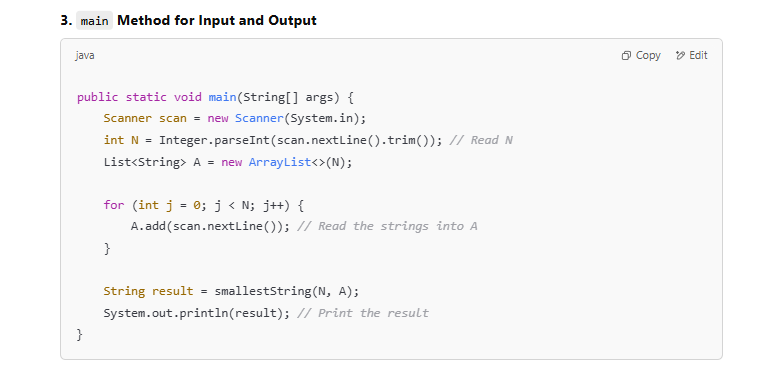 3. main Method for Input and Output
java
Copy Edit
public static void main(String[] args) {
    Scanner scan = new Scanner(System.in);
    int N = Integer.parseInt(scan.nextLine().trim()); // Read N
    List<String> A = new ArrayList<>(N);

    for (int j = 0; j < N; j++) {
        A.add(scan.nextLine()); // Read the strings into A
    }

    String result = smallestString(N, A);
    System.out.println(result); // Print the result
}